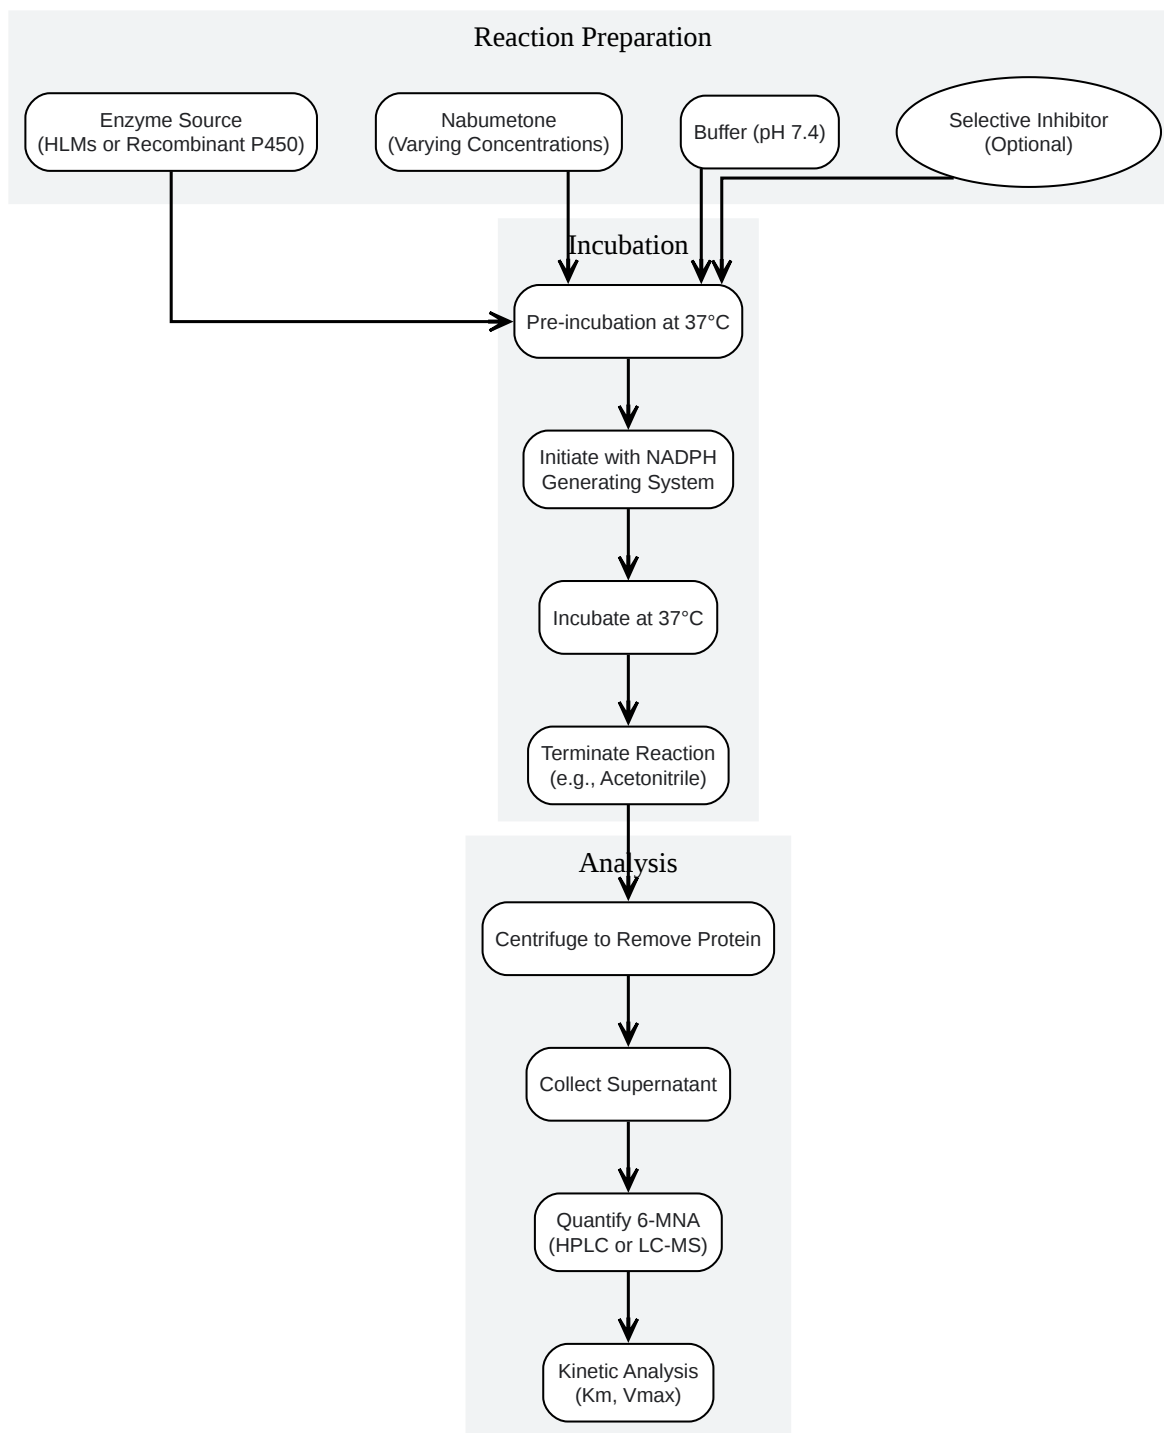 Reaction Preparation
Enzyme Source
(HLMs or Recombinant P450)
Nabumetone
(Varying Concentrations)
Buffer (pH 7.4)
Selective Inhibitor
(Optional)
Incubation
Pre-incubation at 37°C
Initiate with NADPH
Generating System
Incubate at 37°C
Terminate Reaction
(e.g., Acetonitrile)
Analysis
Centrifuge to Remove Protein
Collect Supernatant
Quantify 6-MNA
(HPLC or LC-MS)
Kinetic Analysis
(Km, Vmax)